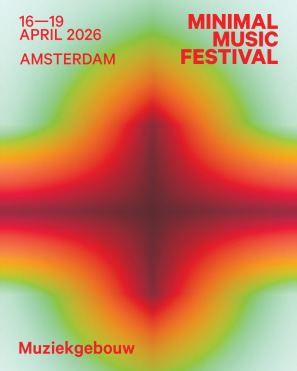 16—19
APRIL 2026
AMSTERDAM
MINIMAL
MUSIC
FESTIVAL
Muziekgebouw